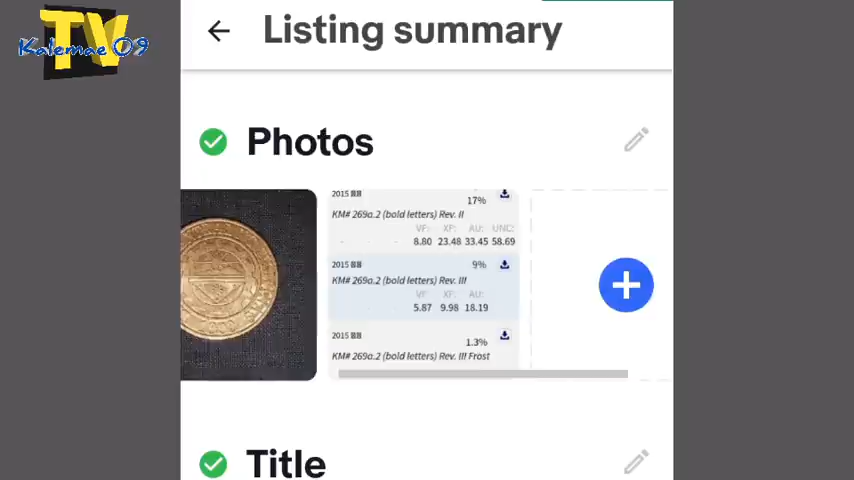 TV
Kalemae 09
Listing summary
Photos
2015
17%
KM# 269a.2 (bold letters) Rev. II
VF: XF: AU: UNC:
- - - 8.80 23.48 33.45 58.69
2015
9%
KM# 269a.2 (bold letters) Rev. III
VF: XF: AU:
- - - 5.87 9.98 18.19
2015
1.3%
KM# 269a.2 (bold letters) Rev. III Frost
Title